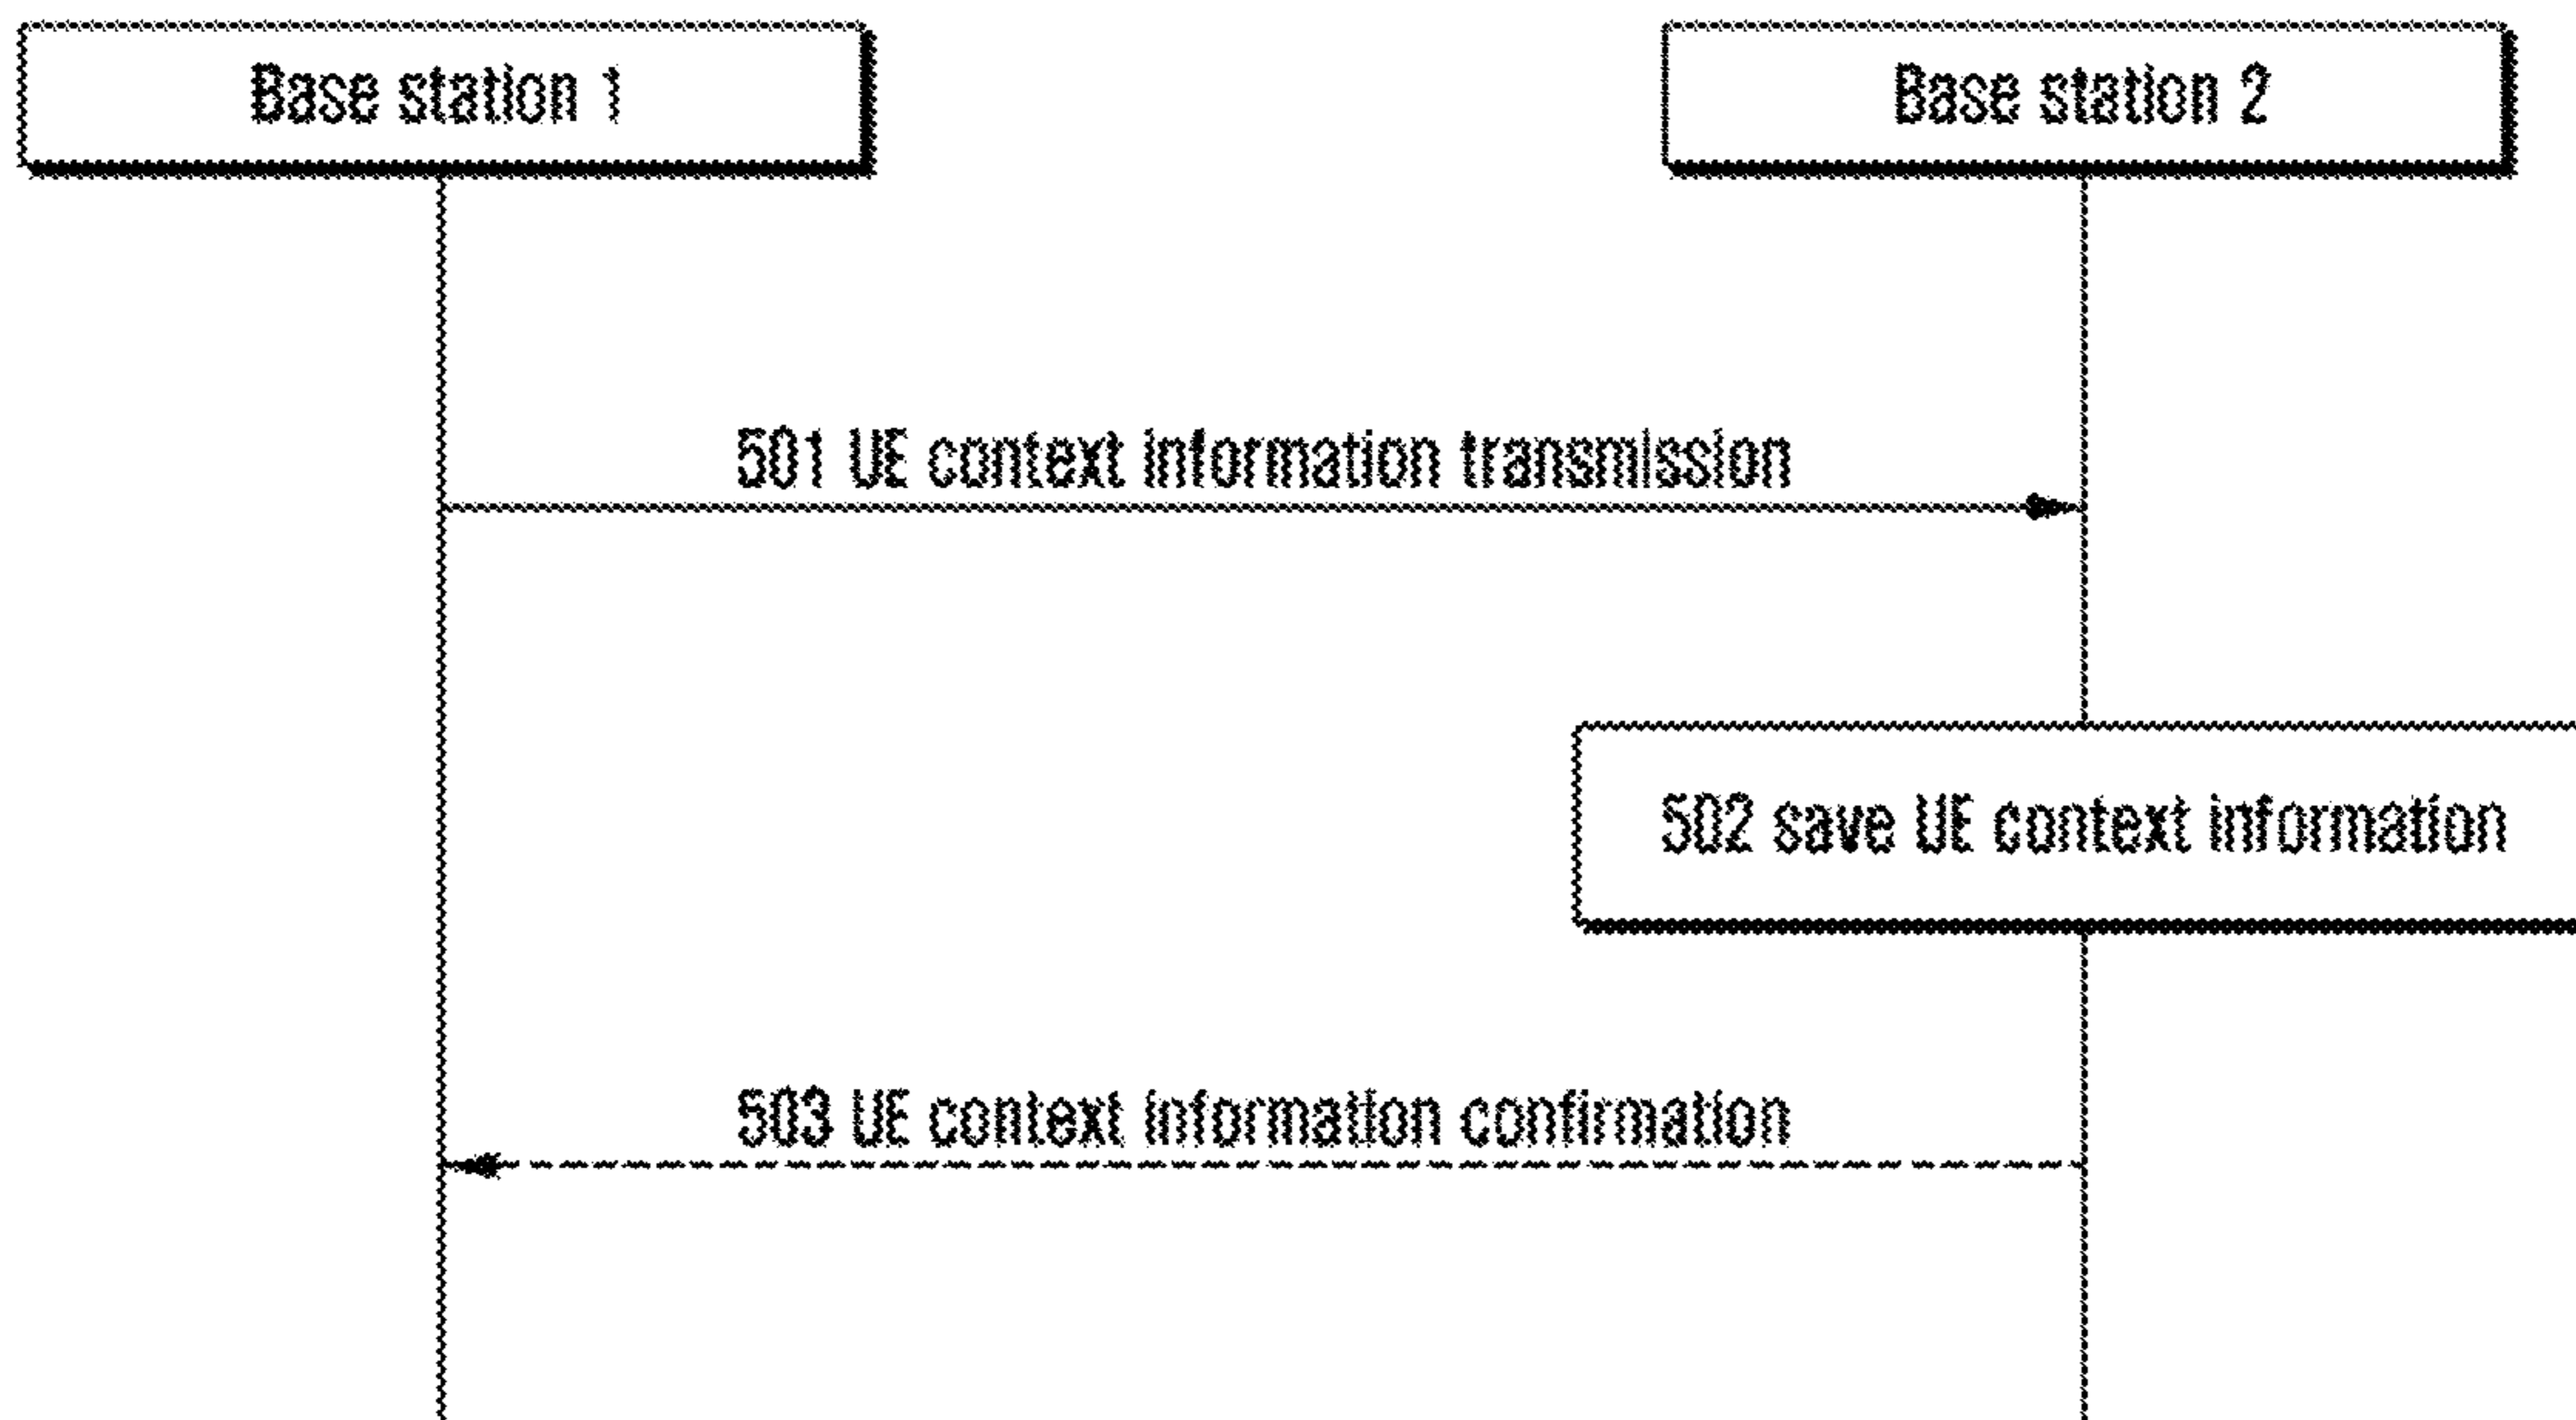 Base station 1
Base station 2
501 UE context information transmission
502 save UE context information
503 UE context information confirmation